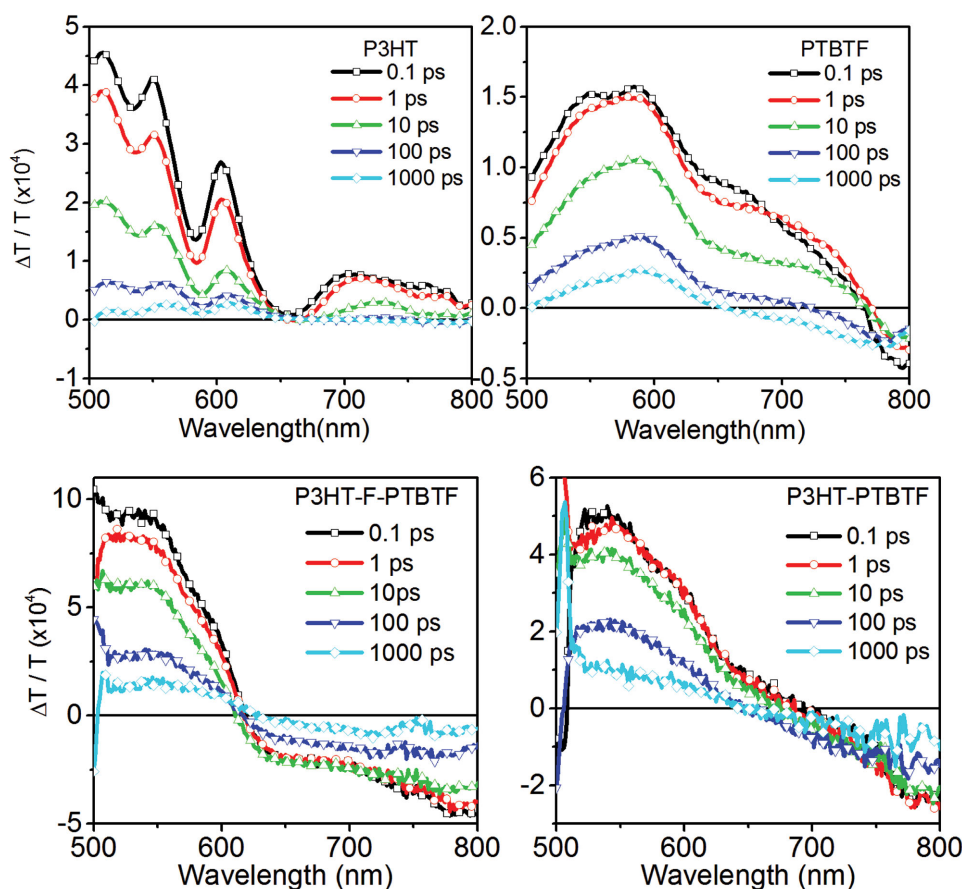 5
4
3
2
1
0
-1
500
600
700
800
Wavelength(nm)
ΔT / T (x10⁴)
P3HT
0.1 ps
1 ps
10 ps
100 ps
1000 ps
1.5
1.0
0.5
0.0
0.5
500
600
700
800
Wavelength(nm)
PTBTF
0.1 ps
1 ps
10 ps
100 ps
1000 ps
10
5
0
-5
500
600
700
800
Wavelength (nm)
ΔT / T (x10⁴)
P3HT-F-PTBTF
0.1 ps
1 ps
10ps
100 ps
1000 ps
6
4
2
0
-2
500
600
700
800
Wavelength (nm)
P3HT-PTBTF
0.1 ps
1 ps
10 ps
100 ps
1000 ps